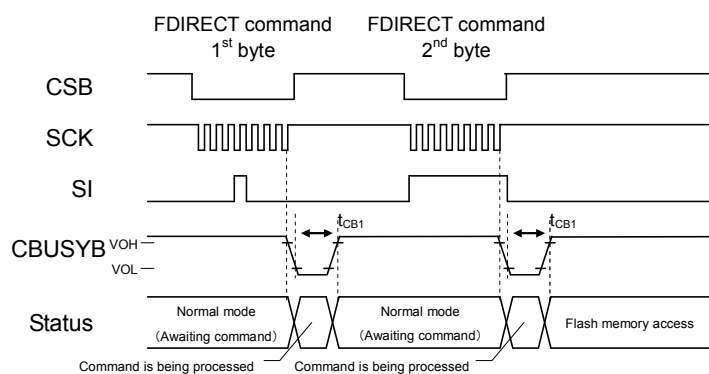 FDIRECT command
1st byte
FDIRECT command
2nd byte
CSB
SCK
SI
tCB1
tCB1
CBUSYB
VOH
VOL
Status
Normal mode
(Awaiting command)
Normal mode
(Awaiting command)
Flash memory access
Command is being processed
Command is being processed